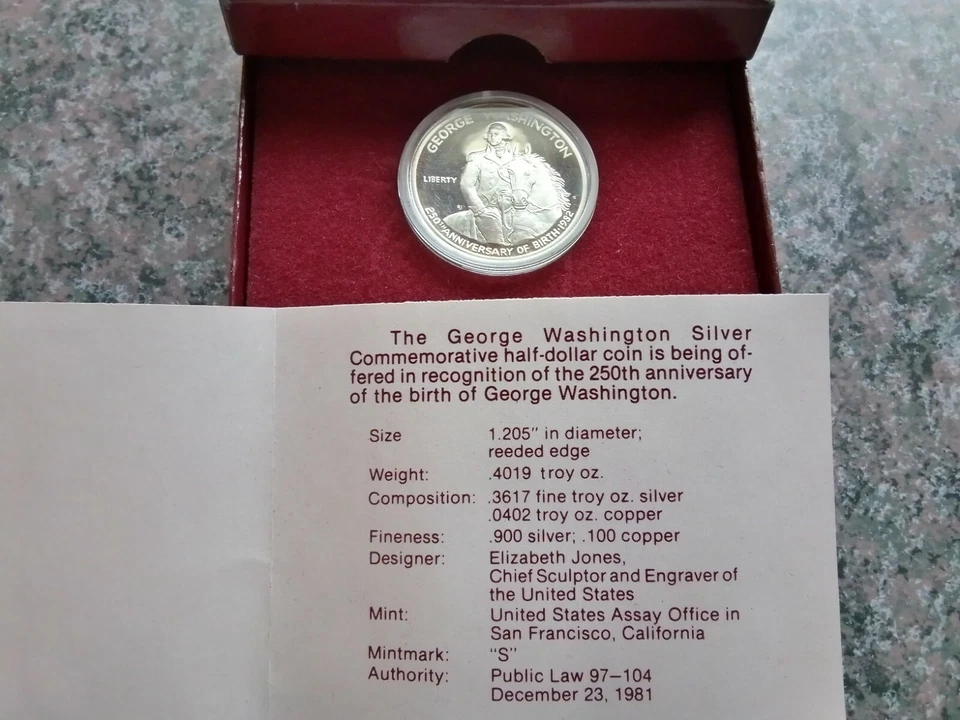 GEORGE WASHINGTON
LIBERTY
250TH ANNIVERSARY OF BIRTH·1982
The George Washington Silver
Commemorative half-dollar coin is being of-
fered in recognition of the 250th anniversary
of the birth of George Washington.
Size 1.205" in diameter;
reeded edge
Weight: .4019 troy oz.
Composition: .3617 fine troy oz. silver
.0402 troy oz. copper
Fineness: .900 silver; .100 copper
Designer: Elizabeth Jones,
Chief Sculptor and Engraver of
the United States
Mint: United States Assay Office in
San Francisco, California
Mintmark: "S"
Authority: Public Law 97–104
December 23, 1981